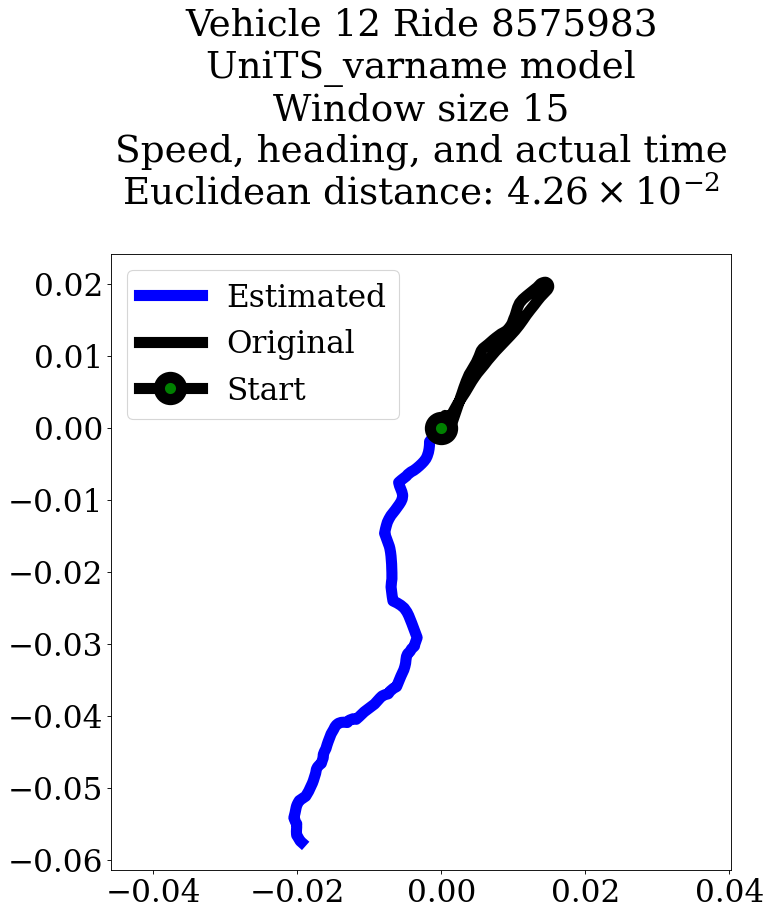 Vehicle 12 Ride 8575983
UniTS_varname model
Window size 15
Speed, heading, and actual time
Euclidean distance: 4.26 × 10⁻²
0.02
0.01
0.00
−0.01
−0.02
−0.03
−0.04
−0.05
−0.06
Estimated
Original
Start
−0.04 −0.02 0.00 0.02 0.04